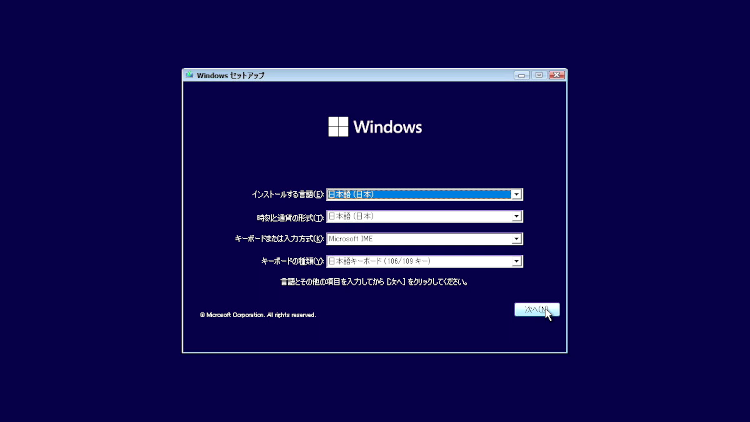 Windows セットアップ
Windows
インストールする言語(E): 日本語 (日本)
時刻と通貨の形式(T): 日本語 (日本)
キーボードまたは入力方式(K): Microsoft IME
キーボードの種類(Y): 日本語キーボード (106/109 キー)
言語とその他の項目を入力してから [次へ] をクリックしてください。
© Microsoft Corporation. All rights reserved.
次へ(N)